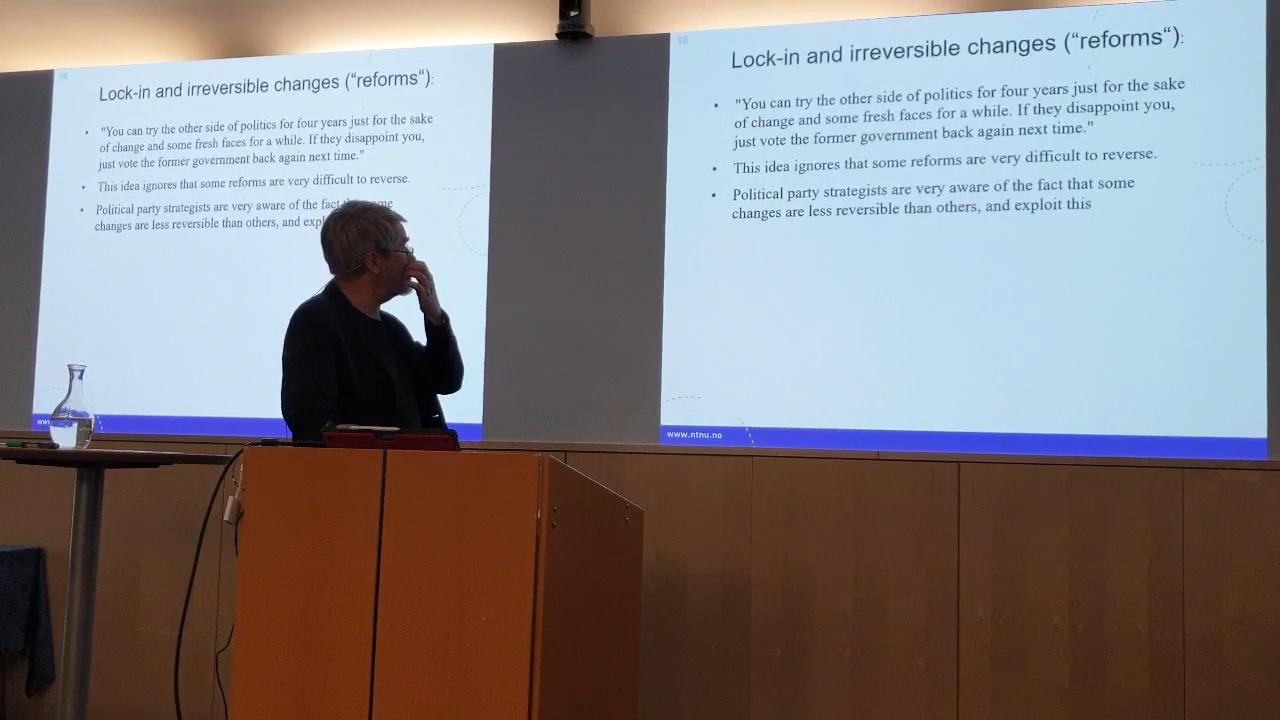 16
Lock-in and irreversible changes (“reforms“):
• "You can try the other side of politics for four years just for the sake
of change and some fresh faces for a while. If they disappoint you,
just vote the former government back again next time."
• This idea ignores that some reforms are very difficult to reverse.
• Political party strategists are very aware of the fact
changes are less reversible than others, and
www
16
Lock-in and irreversible changes (“reforms“):
• "You can try the other side of politics for four years just for the sake
of change and some fresh faces for a while. If they disappoint you,
just vote the former government back again next time."
• This idea ignores that some reforms are very difficult to reverse.
• Political party strategists are very aware of the fact that some
changes are less reversible than others, and exploit this
www.ntnu.no